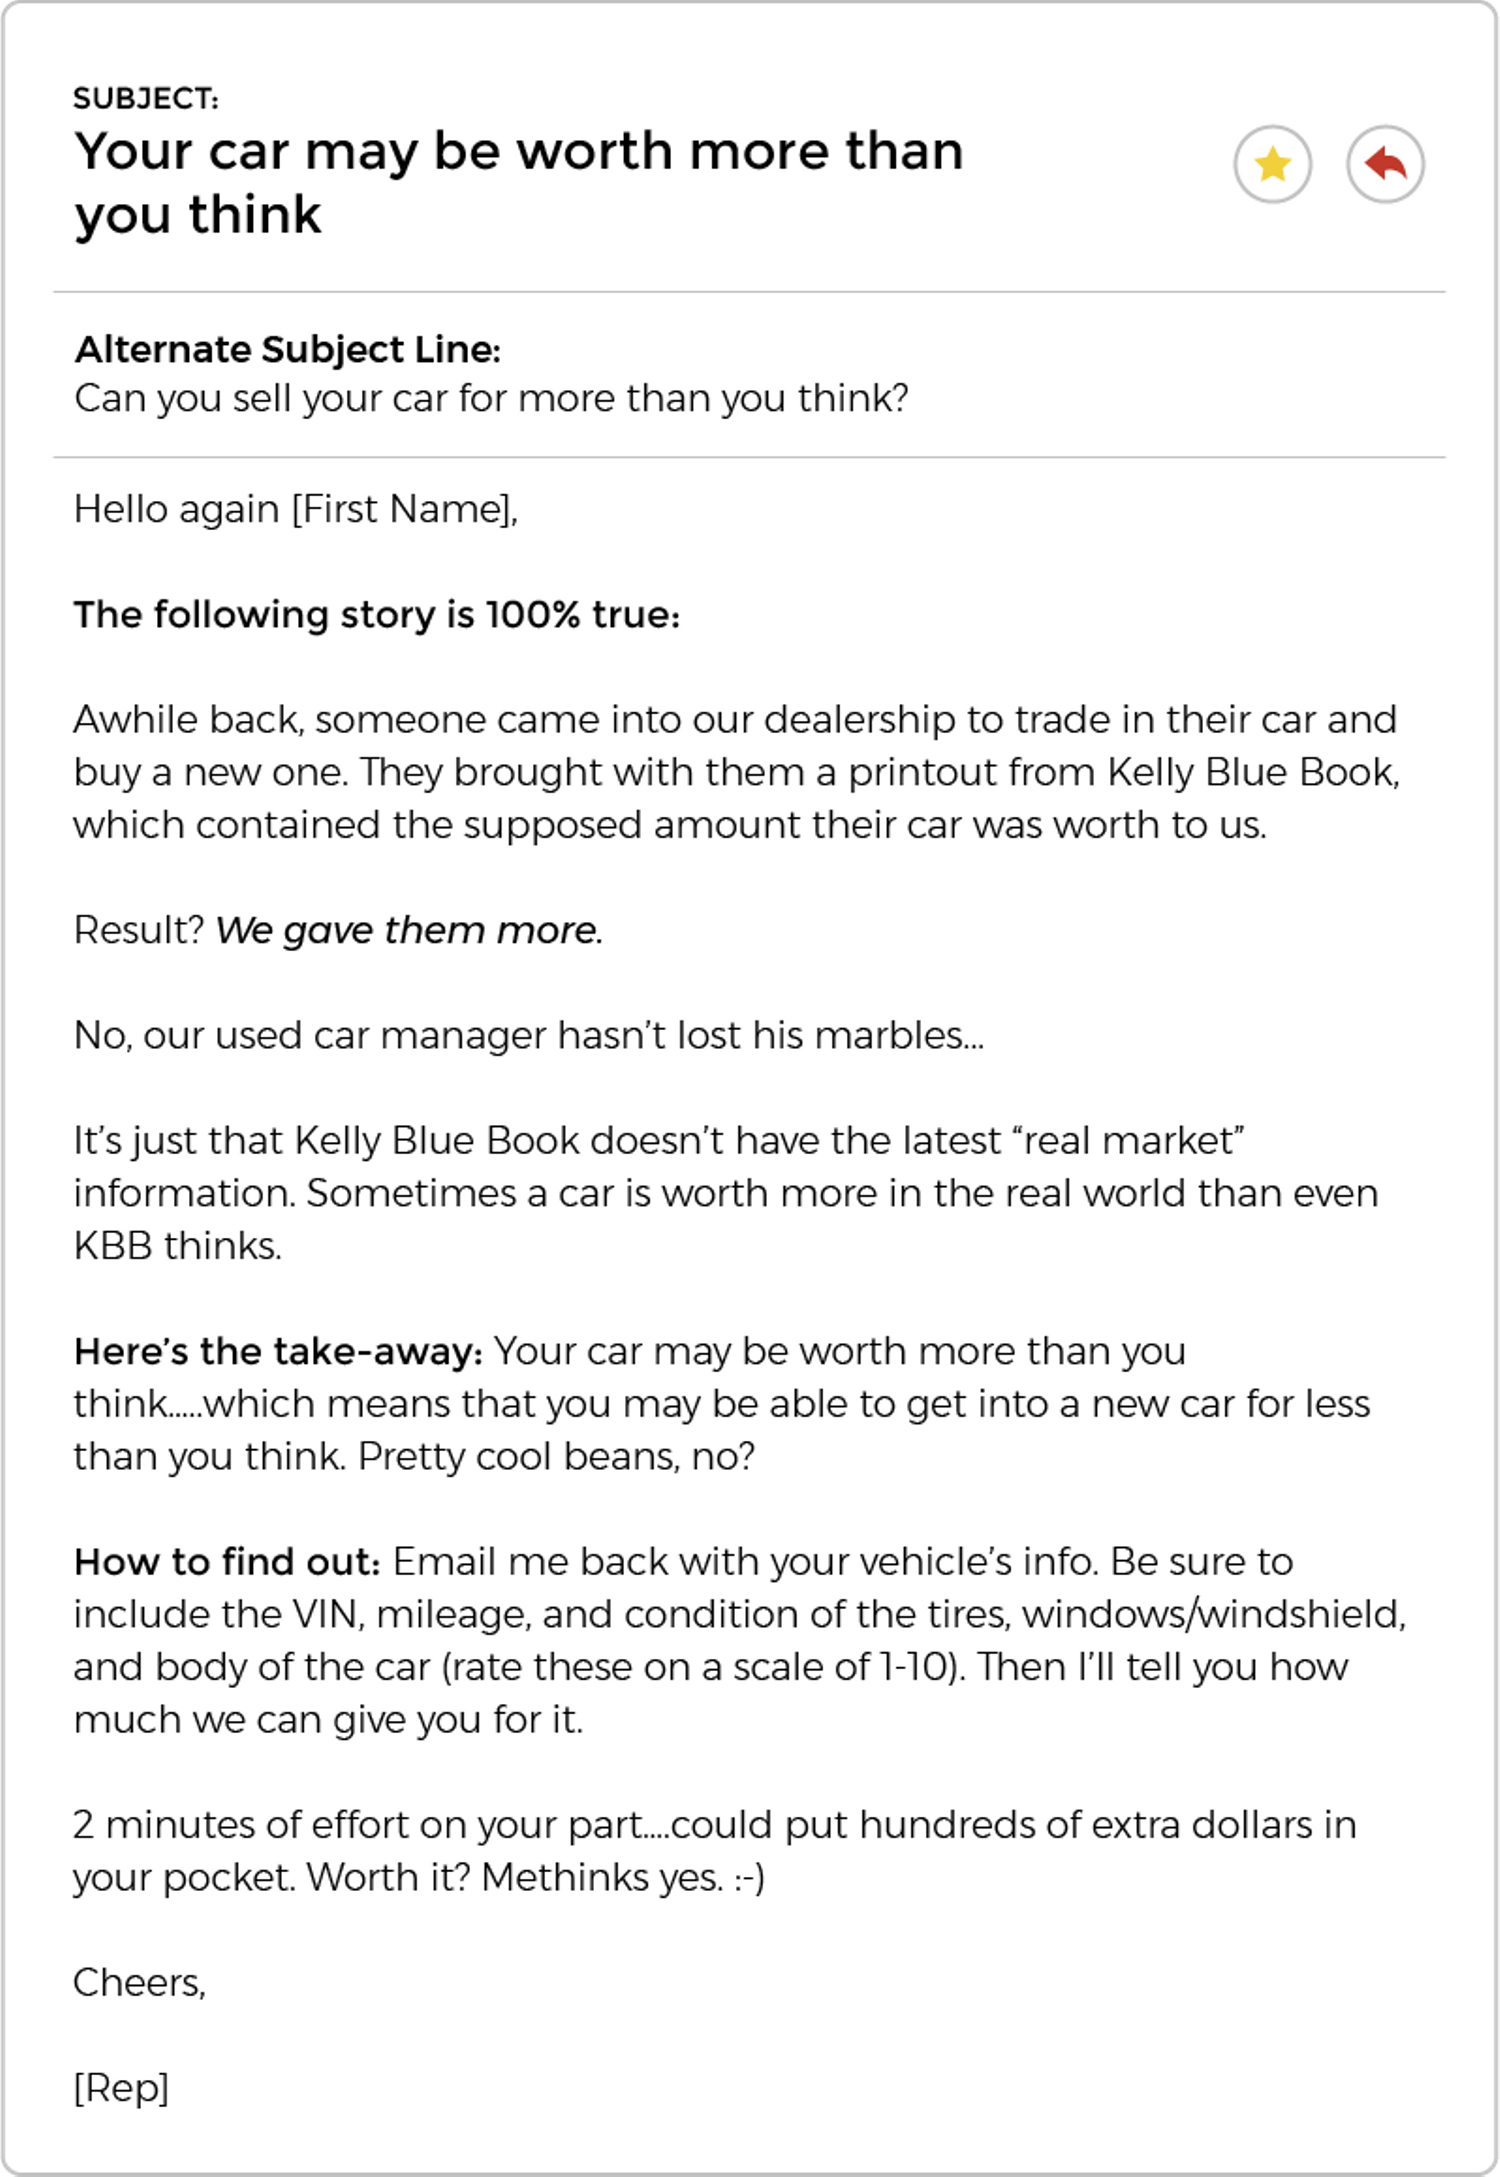 SUBJECT:
Your car may be worth more than
you think
Alternate Subject Line:
Can you sell your car for more than you think?
Hello again [First Name],
The following story is 100% true:
Awhile back, someone came into our dealership to trade in their car and
buy a new one. They brought with them a printout from Kelly Blue Book,
which contained the supposed amount their car was worth to us.
Result? We gave them more.
No, our used car manager hasn’t lost his marbles...
It’s just that Kelly Blue Book doesn’t have the latest “real market”
information. Sometimes a car is worth more in the real world than even
KBB thinks.
Here’s the take-away: Your car may be worth more than you
think.....which means that you may be able to get into a new car for less
than you think. Pretty cool beans, no?
How to find out: Email me back with your vehicle’s info. Be sure to
include the VIN, mileage, and condition of the tires, windows/windshield,
and body of the car (rate these on a scale of 1-10). Then I’ll tell you how
much we can give you for it.
2 minutes of effort on your part....could put hundreds of extra dollars in
your pocket. Worth it? Methinks yes. :-)
Cheers,
[Rep]